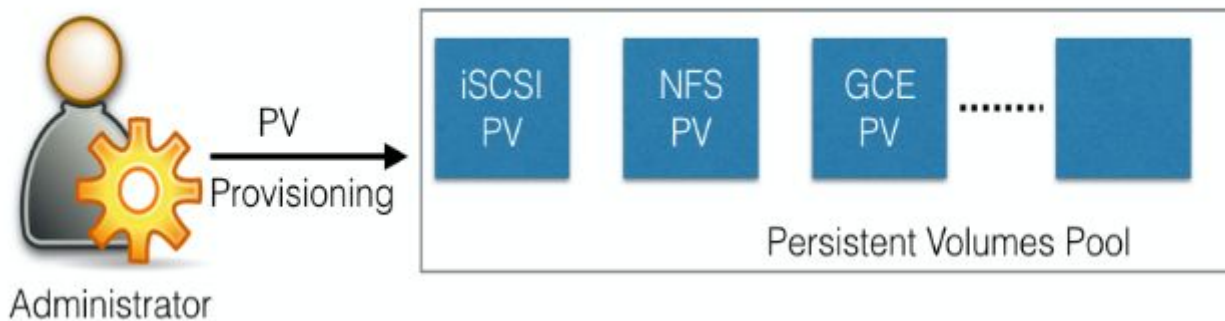 PV
Provisioning
Administrator
iSCSI
PV
NFS
PV
GCE
PV
Persistent Volumes Pool